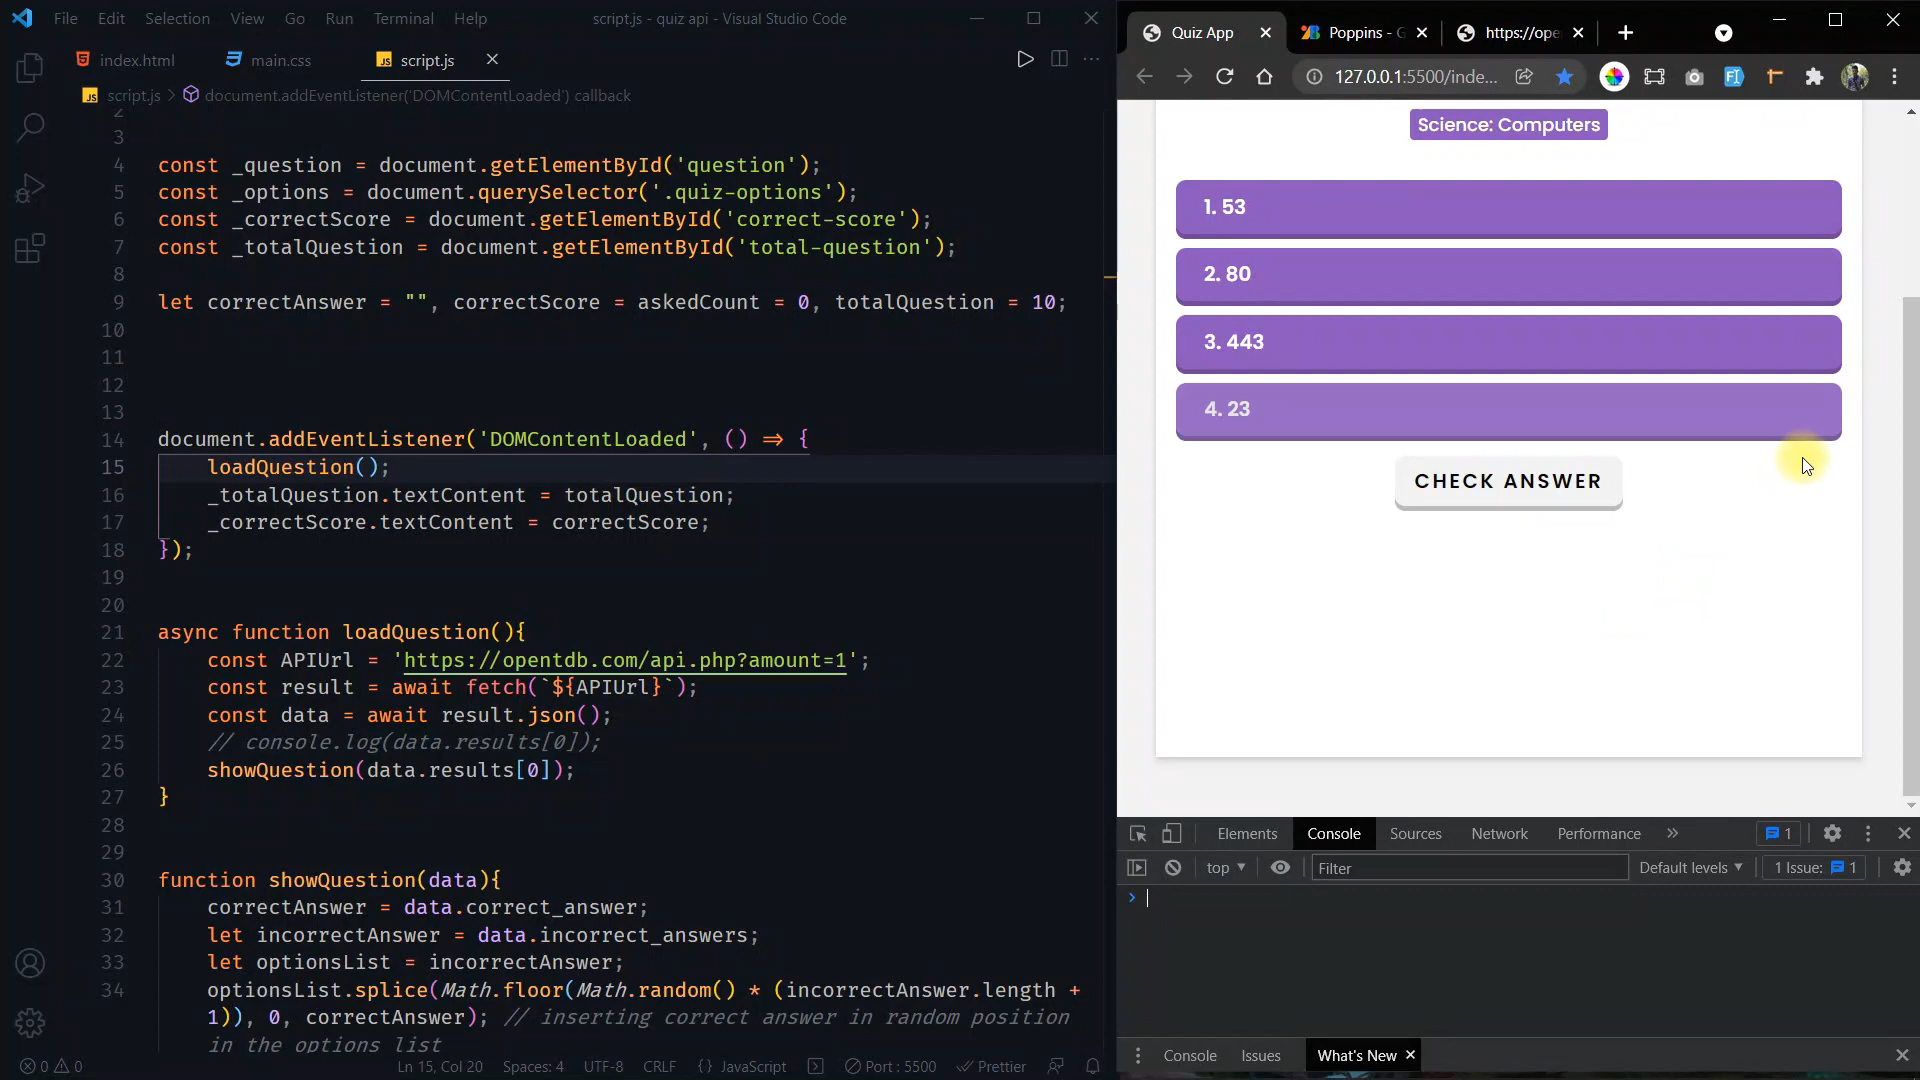 File Edit Selection View Go Run Terminal Help script.js - quiz api - Visual Studio Code
index.html main.css script.js
script.js > document.addEventListener('DOMContentLoaded') callback
2
3
4 const _question = document.getElementById('question');
5 const _options = document.querySelector('.quiz-options');
6 const _correctScore = document.getElementById('correct-score');
7 const _totalQuestion = document.getElementById('total-question');
8
9 let correctAnswer = "", correctScore = askedCount = 0, totalQuestion = 10;
10
11
12
13
14 document.addEventListener('DOMContentLoaded', () => {
15 loadQuestion();
16 _totalQuestion.textContent = totalQuestion;
17 _correctScore.textContent = correctScore;
18 });
19
20
21 async function loadQuestion(){
22 const APIUrl = 'https://opentdb.com/api.php?amount=1';
23 const result = await fetch(`${APIUrl}`);
24 const data = await result.json();
25 // console.log(data.results[0]);
26 showQuestion(data.results[0]);
27 }
28
29
30 function showQuestion(data){
31 correctAnswer = data.correct_answer;
32 let incorrectAnswer = data.incorrect_answers;
33 let optionsList = incorrectAnswer;
34 optionsList.splice(Math.floor(Math.random() * (incorrectAnswer.length +
1)), 0, correctAnswer); // inserting correct answer in random position
in the options list
0 0 Ln 15, Col 20 Spaces: 4 UTF-8 CRLF {} JavaScript Port : 5500 Prettier
Quiz App Poppins - G https://ope
127.0.0.1:5500/inde...
Science: Computers
1. 53
2. 80
3. 443
4. 23
CHECK ANSWER
Elements Console Sources Network Performance » 1
top Filter Default levels 1 Issue: 1
>
Console Issues What's New